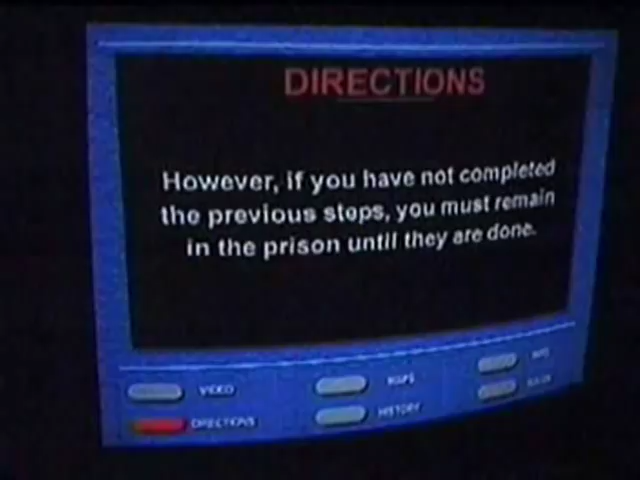 DIRECTIONS
However, if you have not completed
the previous steps, you must remain
in the prison until they are done.
VIDEO
MAPS
DIRECTIONS
HISTORY